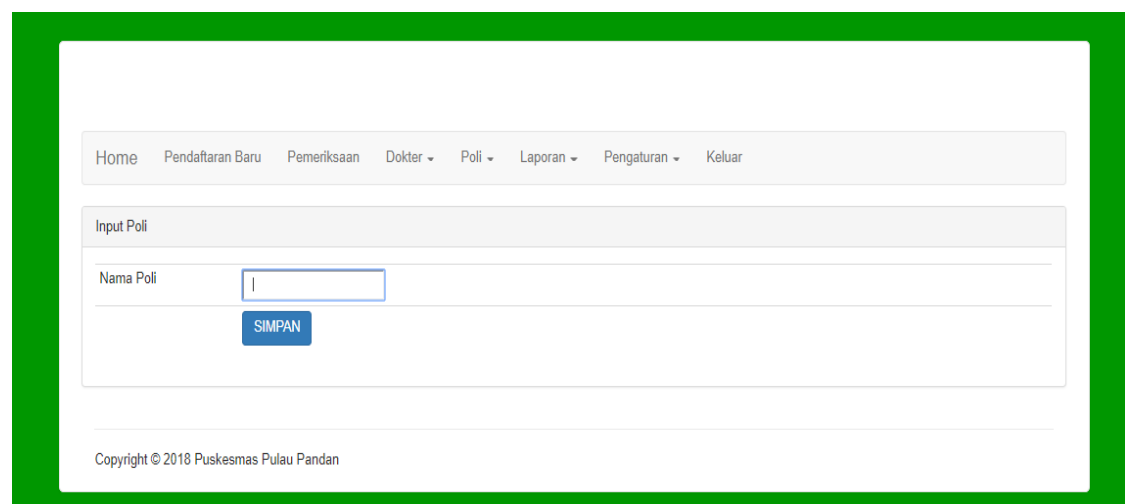 Home Pendaftaran Baru Pemeriksaan Dokter Poli Laporan Pengaturan Keluar
Input Poli
Nama Poli
SIMPAN
Copyright © 2018 Puskesmas Pulau Pandan